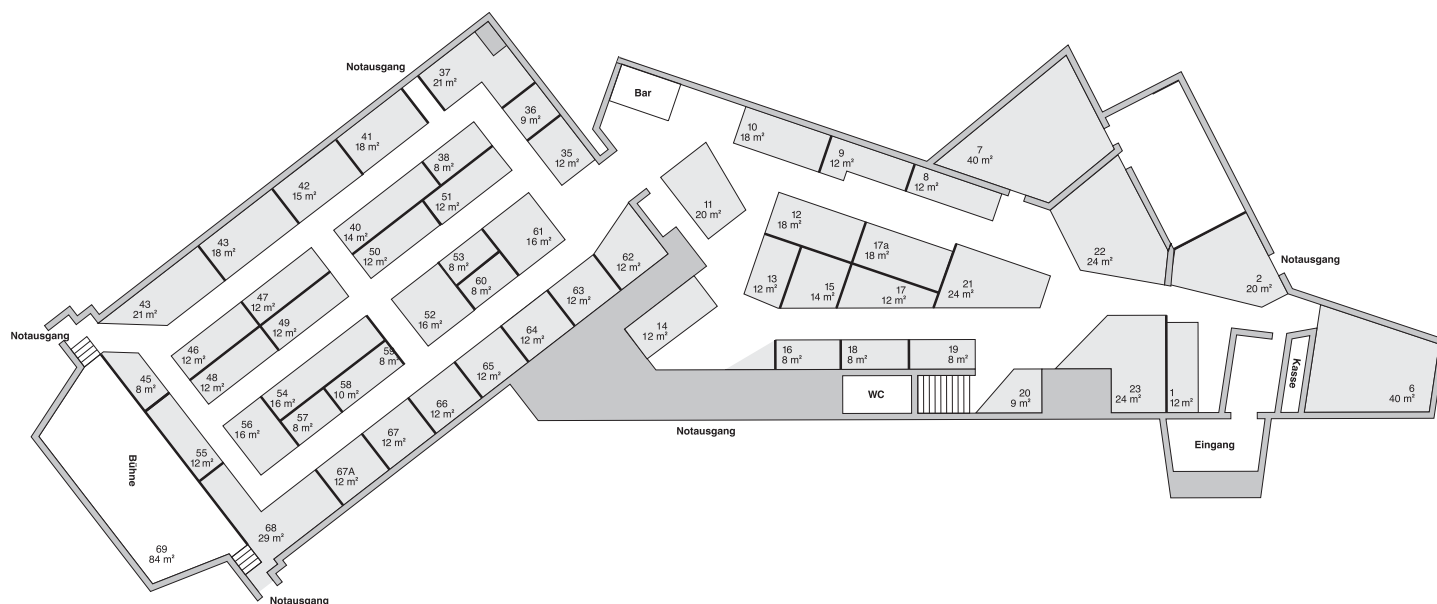 Notausgang
37
21 m²
36
9 m²
35
12 m²
41
18 m²
42
15 m²
43
18 m²
43
21 m²
38
8 m²
51
12 m²
40
14 m²
50
12 m²
61
16 m²
53
8 m²
60
8 m²
52
16 m²
47
12 m²
49
12 m²
46
12 m²
48
12 m²
59
8 m²
58
10 m²
54
16 m²
57
8 m²
56
16 m²
62
12 m²
63
12 m²
64
12 m²
65
12 m²
66
12 m²
67
12 m²
67A
12 m²
68
29 m²
55
12 m²
45
8 m²
Notausgang
Bühne
69
84 m²
Notausgang
Bar
10
18 m²
9
12 m²
8
12 m²
7
40 m²
11
20 m²
12
18 m²
17a
18 m²
13
12 m²
15
14 m²
17
12 m²
21
24 m²
22
24 m²
2
20 m²
Notausgang
14
12 m²
16
8 m²
18
8 m²
19
8 m²
WC
20
9 m²
23
24 m²
1
12 m²
Kasse
6
40 m²
Notausgang
Eingang